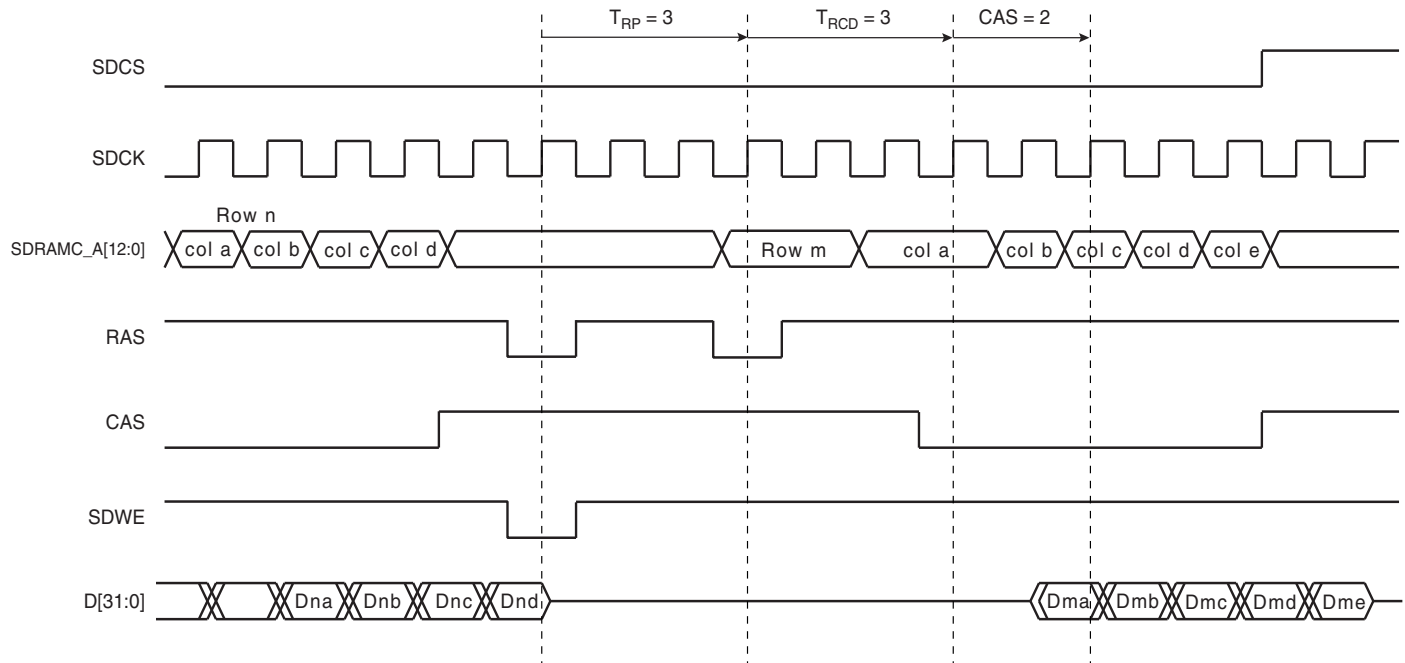 T_RP = 3 T_RCD = 3 CAS = 2
SDCS
SDCK
Row n
SDRAMC_A[12:0] col a col b col c col d Row m col a col b col c col d col e
RAS
CAS
SDWE
D[31:0] Dna Dnb Dnc Dnd Dma Dmb Dmc Dmd Dme